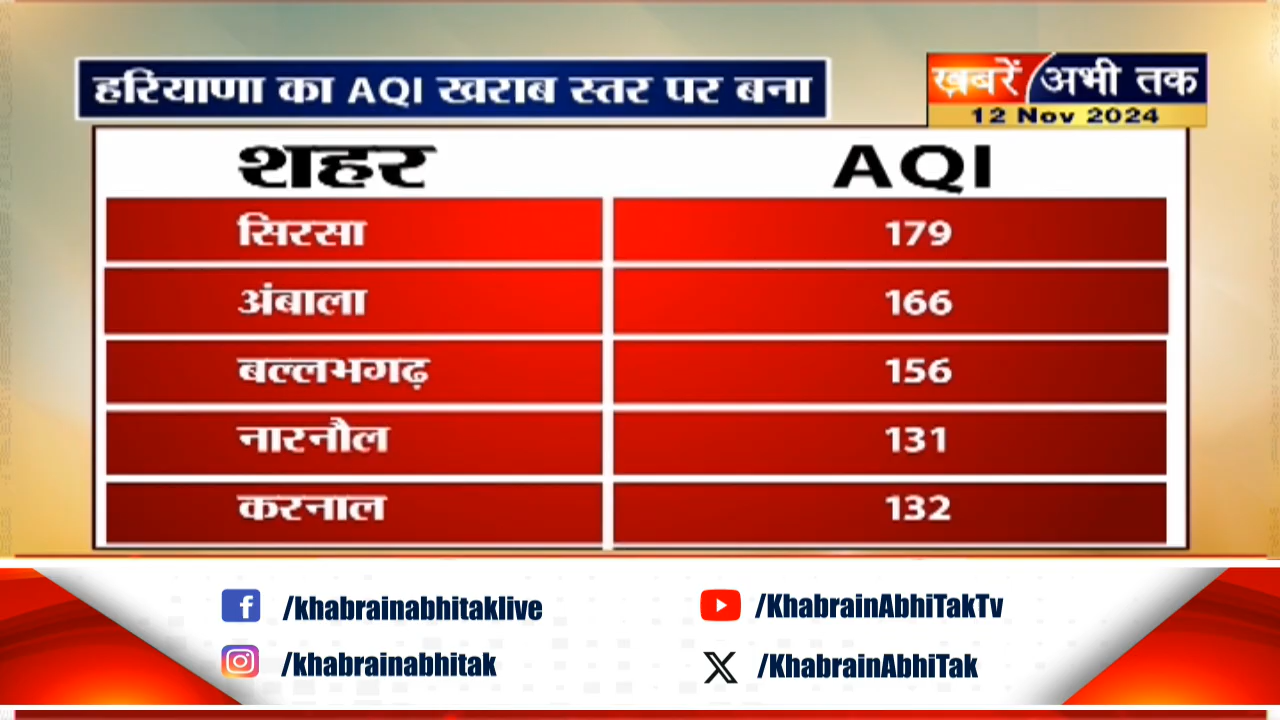 हरियाणा का AQI खराब स्तर पर बना
ख़बरें अभी तक
12 Nov 2024
शहर AQI
सिरसा 179
अंबाला 166
बल्लभगढ़ 156
नारनौल 131
करनाल 132
/khabrainabhitaklive
/KhabrainAbhiTakTv
/khabrainabhitak
/KhabrainAbhiTak